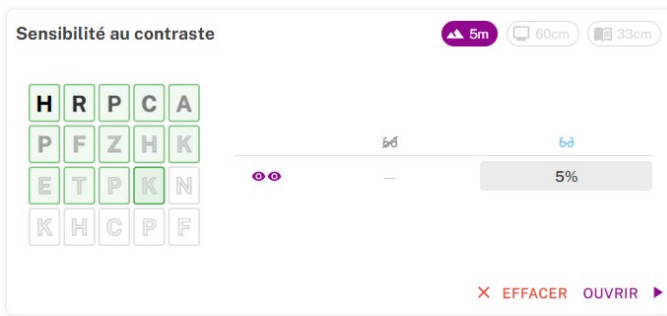 Sensibilité au contraste
5m
60cm
33cm
H R P C A
P F Z H K
E T P K N
K H C P F
—
5%
EFFACER
OUVRIR